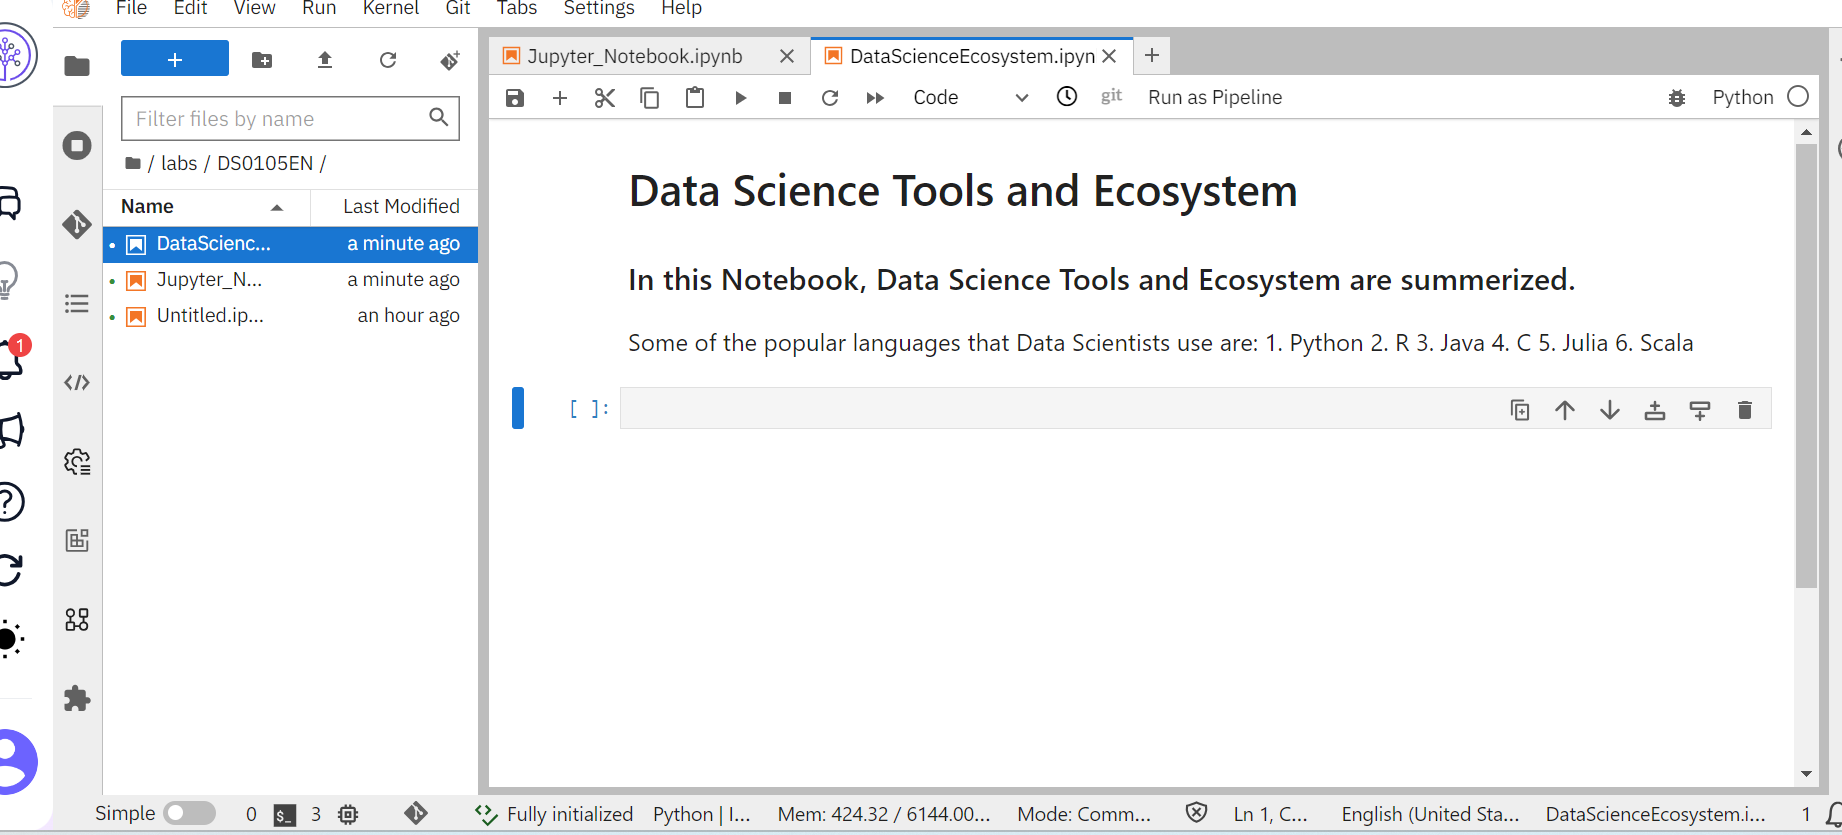 File Edit View Run Kernel Git Tabs Settings Help
+
Filter files by name
/ labs / DS0105EN /
Name Last Modified
DataScienc... a minute ago
Jupyter_N... a minute ago
Untitled.ip... an hour ago
1
Jupyter_Notebook.ipynb
DataScienceEcosystem.ipyn
Code
git
Run as Pipeline
Python
Data Science Tools and Ecosystem
In this Notebook, Data Science Tools and Ecosystem are summerized.
Some of the popular languages that Data Scientists use are: 1. Python 2. R 3. Java 4. C 5. Julia 6. Scala
[ ]:
Simple 0 $_ 3 Fully initialized Python | I... Mem: 424.32 / 6144.00... Mode: Comm... Ln 1, C... English (United Sta... DataScienceEcosystem.i... 1